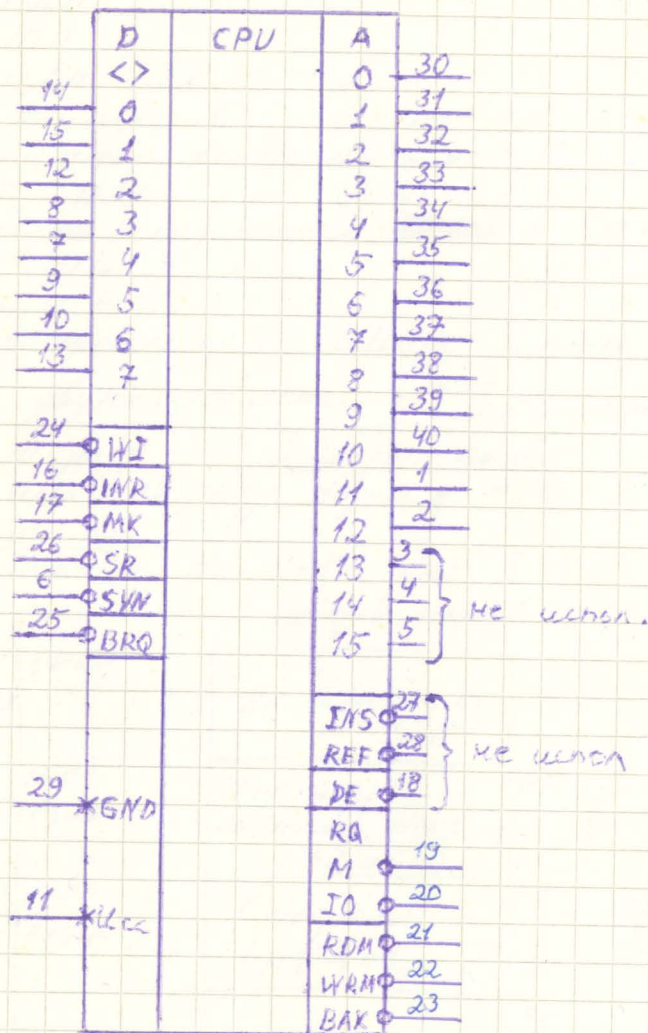 D CPU A
<> 0 30
14 0 1 31
15 1 2 32
12 2 3 33
8 3 4 34
7 4 5 35
9 5 6 36
10 6 7 37
13 7 8 38
9 39
24 WI 10 40
16 INR 11 1
17 MK 12 2
26 SR 13 3
6 SYN 14 4 не испол.
25 BRQ 15 5
INS 27
REF 28 не испол
29 GND DE 18
RQ
M 19
11 Ucc IO 20
RDM 21
WRM 22
BAK 23